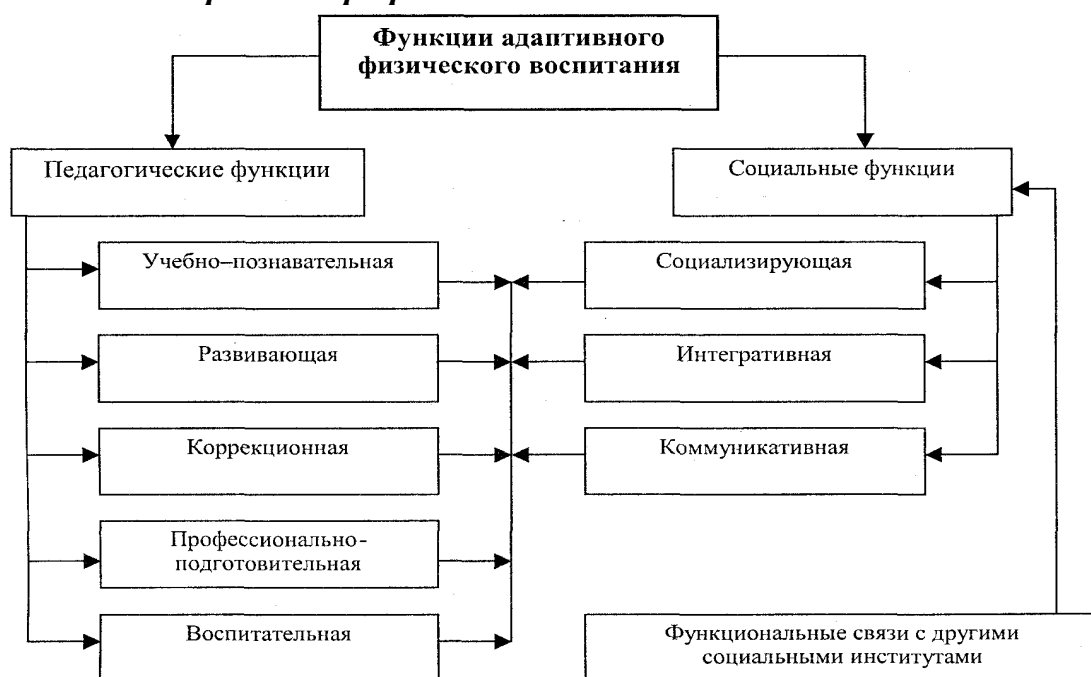 Функции адаптивного
физического воспитания
Педагогические функции
Социальные функции
Учебно–познавательная
Социализирующая
Развивающая
Интегративная
Коррекционная
Коммуникативная
Профессионально-
подготовительная
Воспитательная
Функциональные связи с другими
социальными институтами